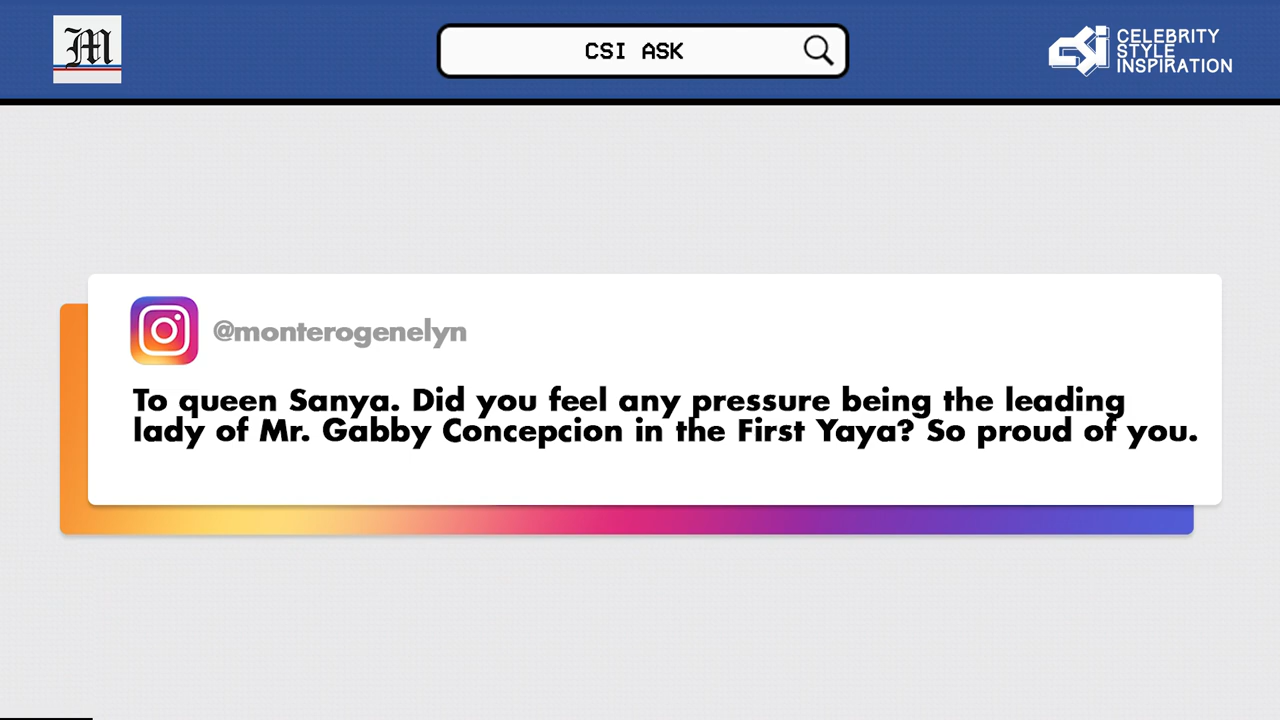 M
CSI ASK
CSI
CELEBRITY
STYLE
INSPIRATION
@monterogenelyn
To queen Sanya. Did you feel any pressure being the leading
lady of Mr. Gabby Concepcion in the First Yaya? So proud of you.